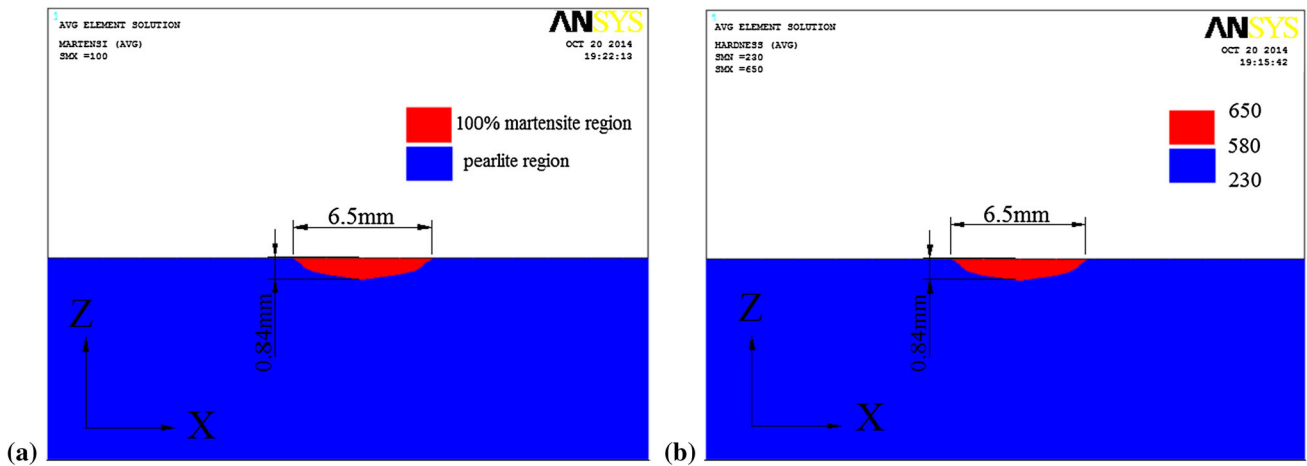 1
AVG ELEMENT SOLUTION
MARTENSI (AVG)
SMX =100
ANSYS
OCT 20 2014
19:22:13
100% martensite region
pearlite region
6.5mm
0.84mm
Z
X
(a)
1
AVG ELEMENT SOLUTION
HARDNESS (AVG)
SMN =230
SMX =650
ANSYS
OCT 20 2014
19:15:42
650
580
230
6.5mm
0.84mm
Z
X
(b)